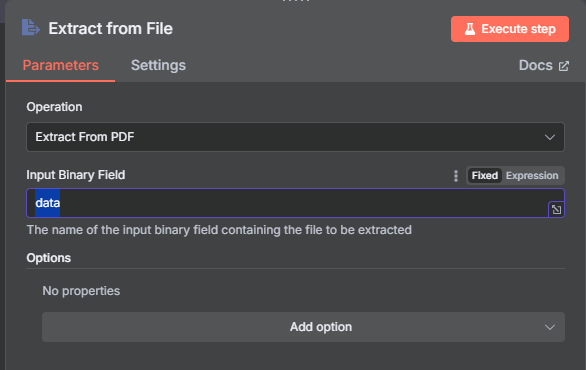 Extract from File
Execute step
Parameters
Settings
Docs
Operation
Extract From PDF
Input Binary Field
Fixed
Expression
data
The name of the input binary field containing the file to be extracted
Options
No properties
Add option